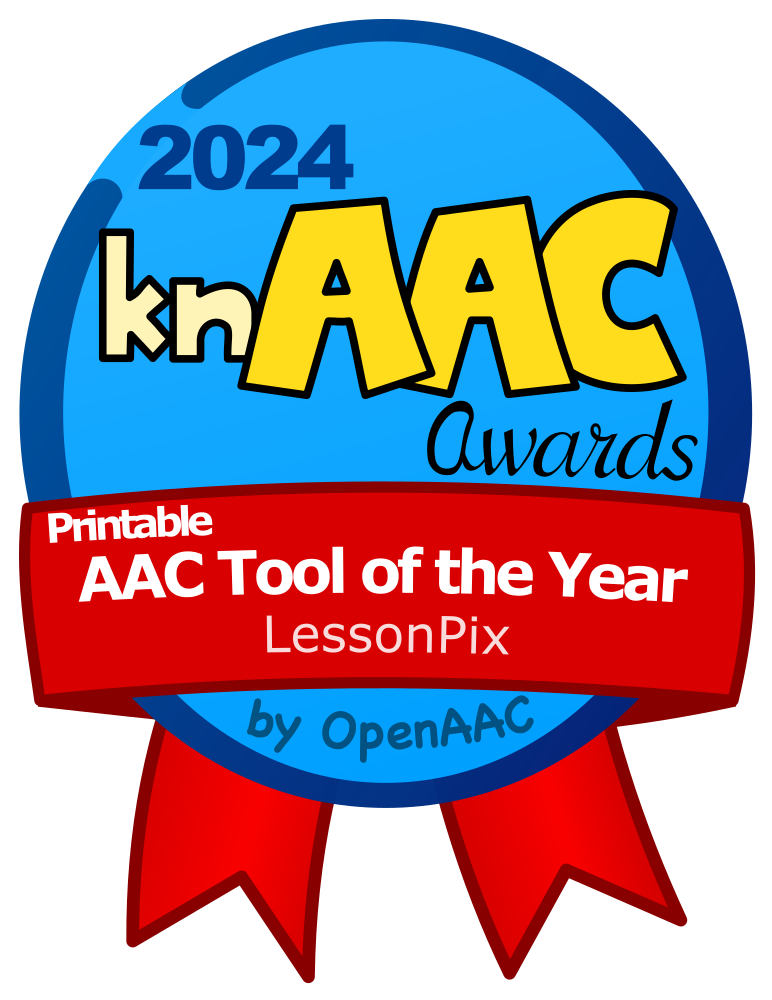 2024
knAAC
Awards
Printable
AAC Tool of the Year
LessonPix
by OpenAAC